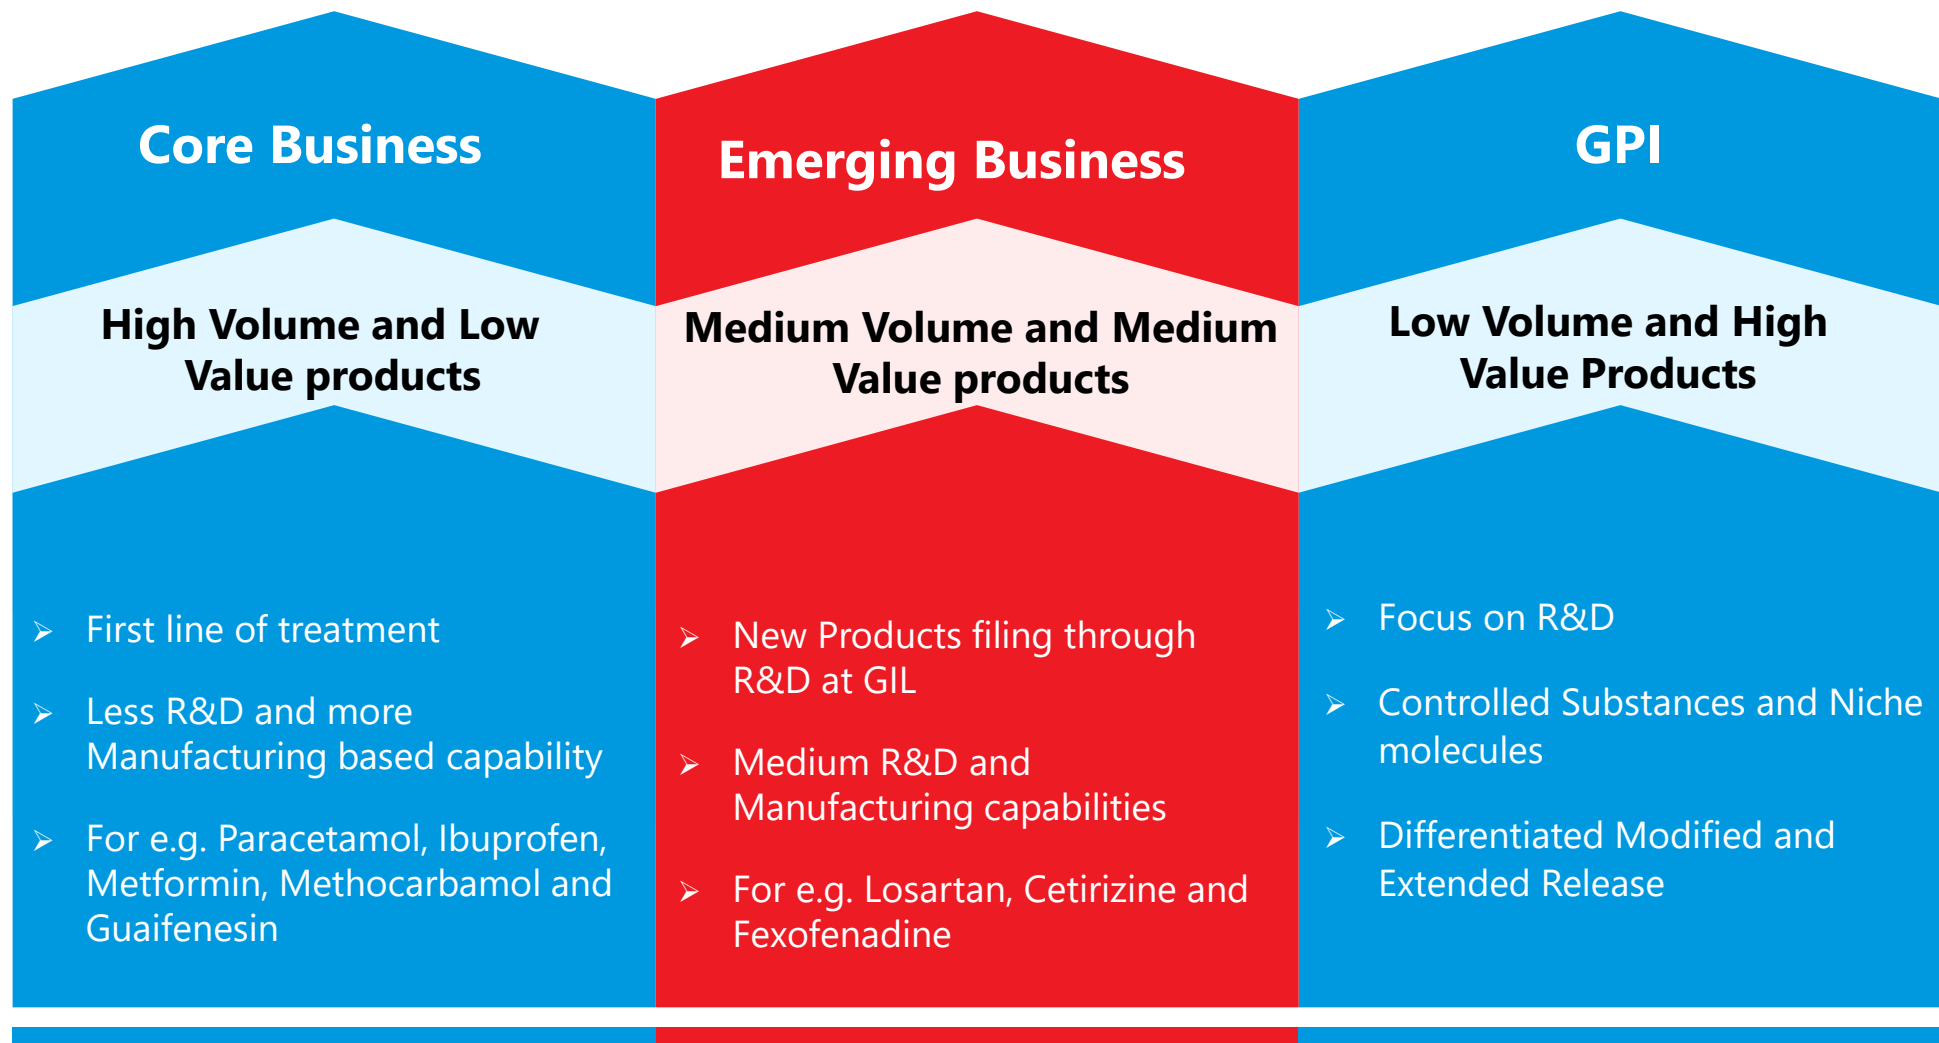 Core Business
High Volume and Low
Value products
First line of treatment
Less R&D and more
Manufacturing based capability
For e.g. Paracetamol, Ibuprofen,
Metformin, Methocarbamol and
Guaifenesin
Emerging Business
Medium Volume and Medium
Value products
New Products filing through
R&D at GIL
Medium R&D and
Manufacturing capabilities
For e.g. Losartan, Cetirizine and
Fexofenadine
GPI
Low Volume and High
Value Products
Focus on R&D
Controlled Substances and Niche
molecules
Differentiated Modified and
Extended Release